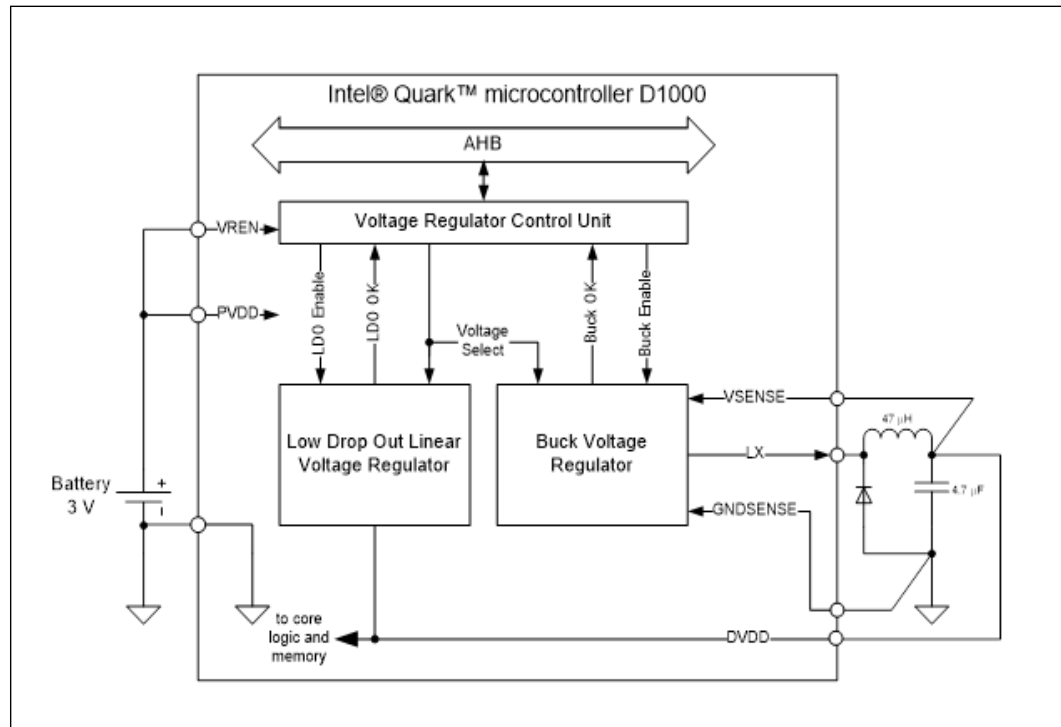 Intel® Quark™ microcontroller D1000
AHB
Voltage Regulator Control Unit
VREN
PVDD
LDO Enable
LDO OK
Voltage
Select
Buck OK
Buck Enable
Low Drop Out Linear
Voltage Regulator
Buck Voltage
Regulator
VSENSE
LX
GNDSENSE
47 µH
4.7 µF
Battery
3 V
+
-
to core
logic and
memory
DVDD